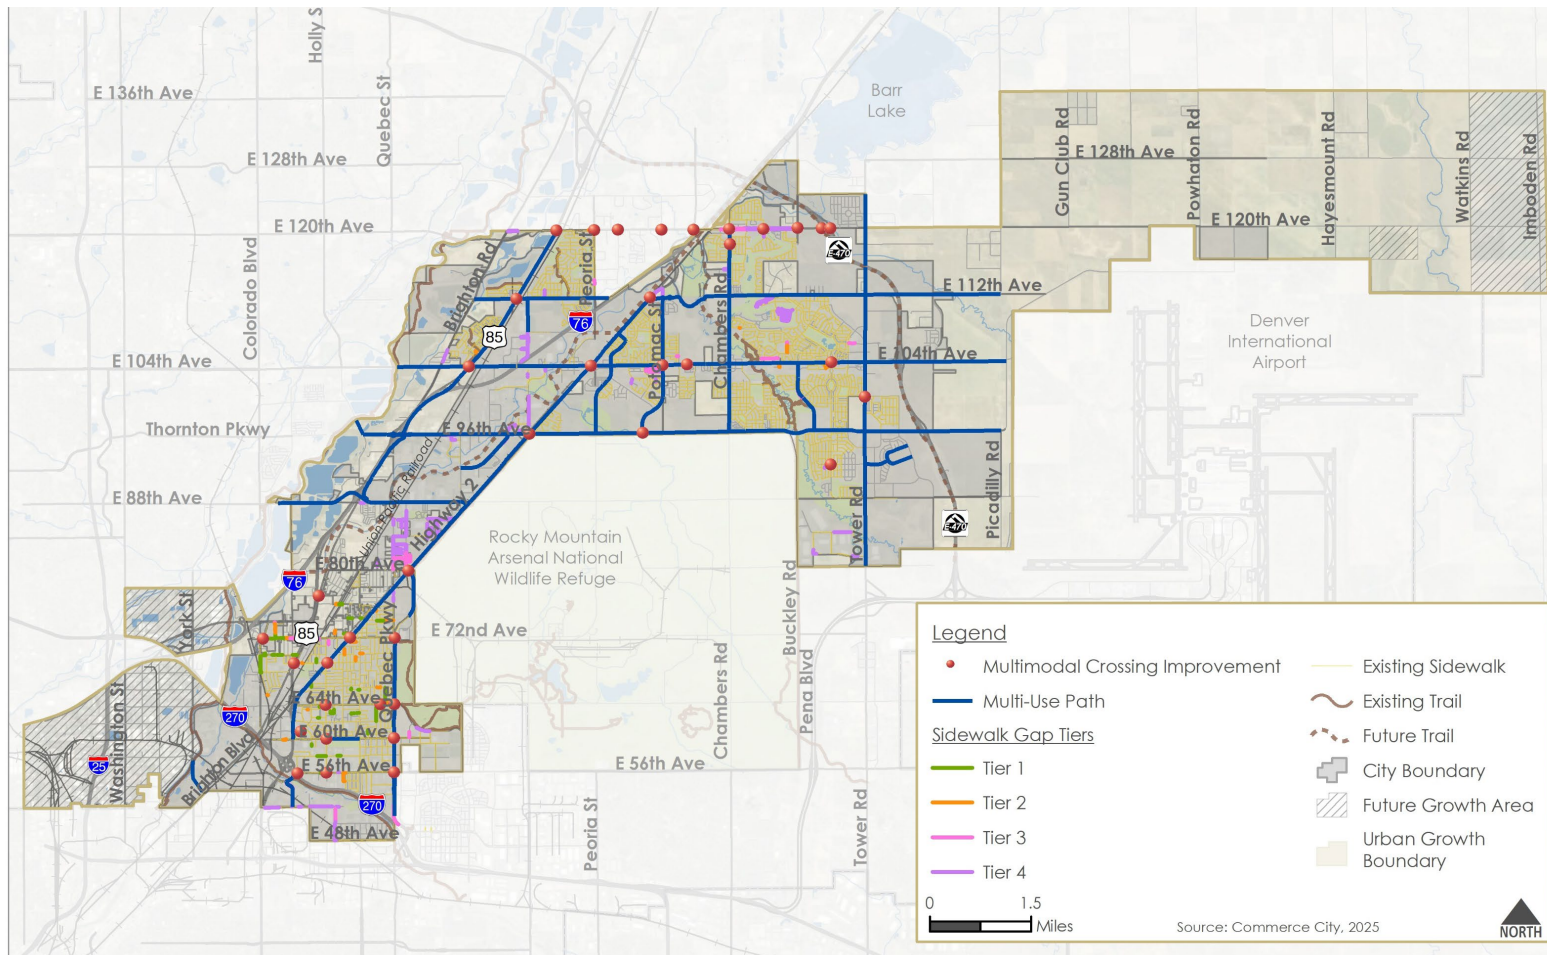 Holly S
Quebec St
E 136th Ave
Barr
Lake
E 128th Ave
Gun Club Rd
E 128th Ave
Powhaton Rd
Hayesmount Rd
Watkins Rd
Imboden Rd
E 120th Ave
E 120th Ave
Colorado Blvd
Brighton Rd
Peoria St
E-470
E 112th Ave
76
85
Potomac St
Chambers Rd
E 104th Ave
E 104th Ave
Denver
International
Airport
Thornton Pkwy
E 96th Ave
Union Pacific Railroad
Picadilly Rd
E 88th Ave
Highway 2
Tower Rd
E-470
Rocky Mountain
Arsenal National
Wildlife Refuge
E 80th Ave
76
York St
85
E 72nd Ave
Quebec Pkwy
Buckley Rd
Pena Blvd
Chambers Rd
64th Ave
Washington St
270
E 60th Ave
Brighton Blvd
25
E 56th Ave
E 56th Ave
270
E 48th Ave
Peoria St
Tower Rd
Legend
Multimodal Crossing Improvement
Multi-Use Path
Sidewalk Gap Tiers
Tier 1
Tier 2
Tier 3
Tier 4
Existing Sidewalk
Existing Trail
Future Trail
City Boundary
Future Growth Area
Urban Growth
Boundary
0 1.5
Miles
Source: Commerce City, 2025
NORTH